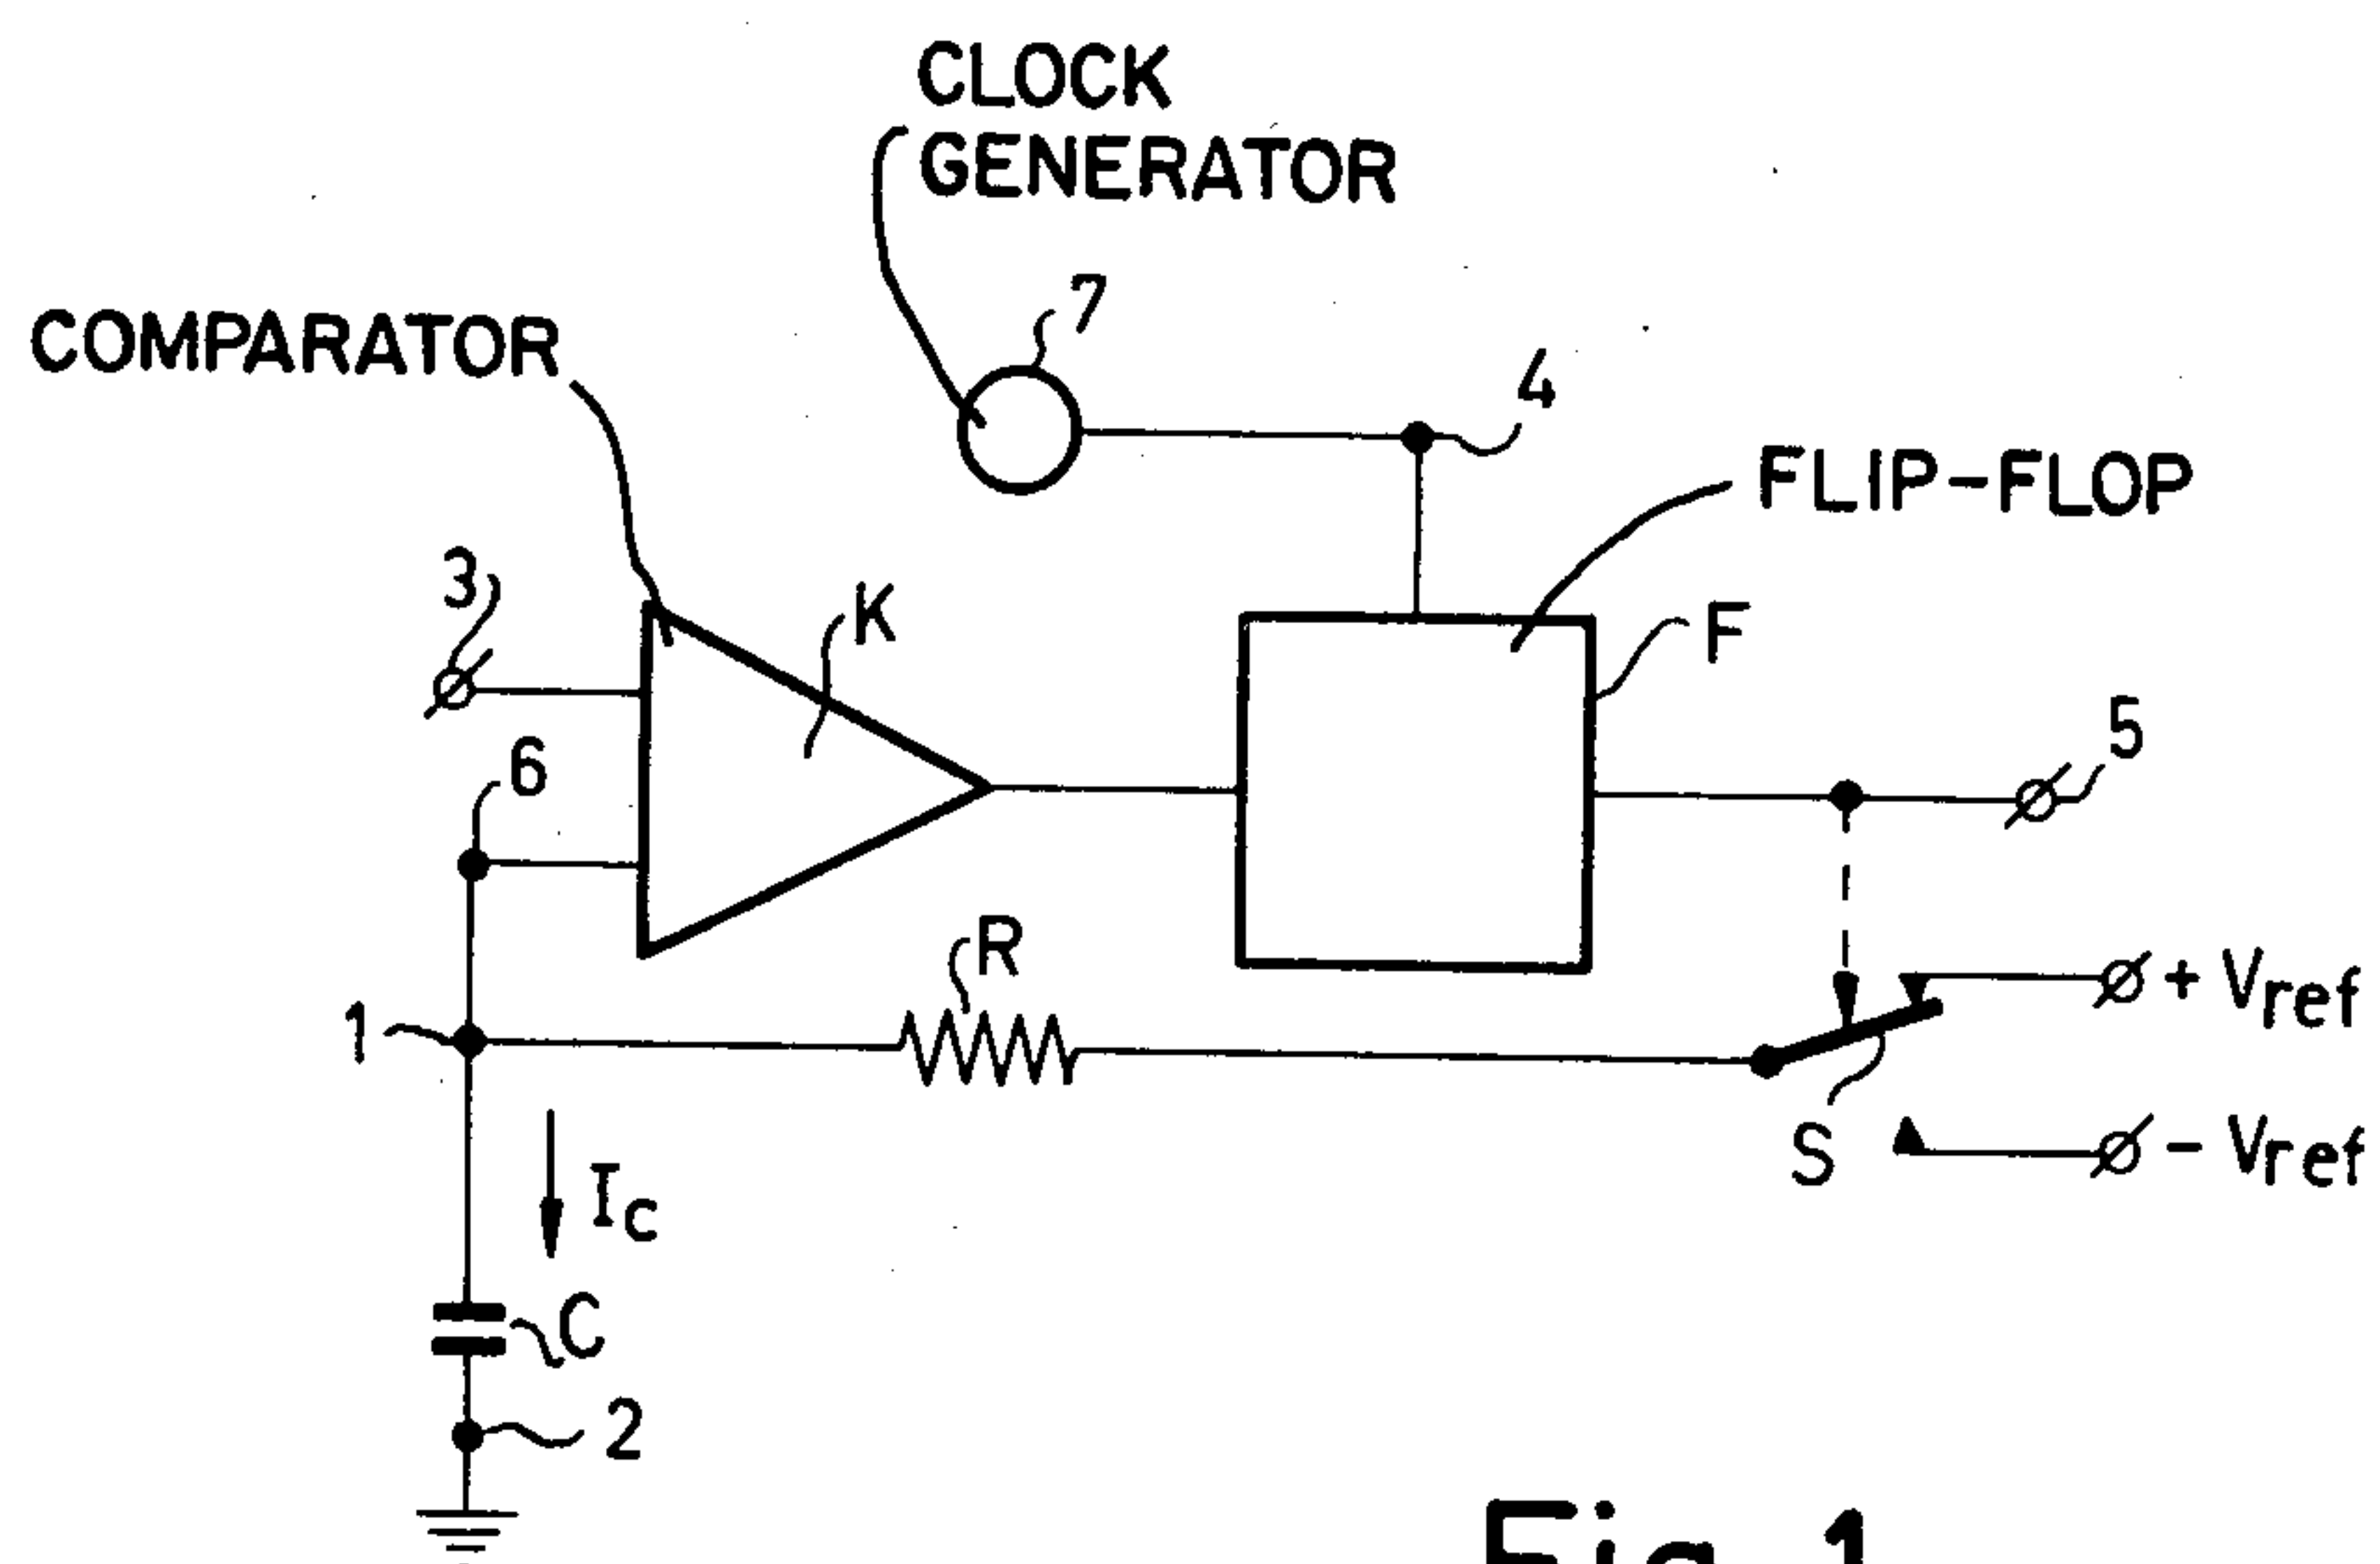 CLOCK
GENERATOR
7
COMPARATOR
4
FLIP-FLOP
3
K
F
6
5
R
+ Vref
1
S
- Vref
Ic
C
2
Fig. 1